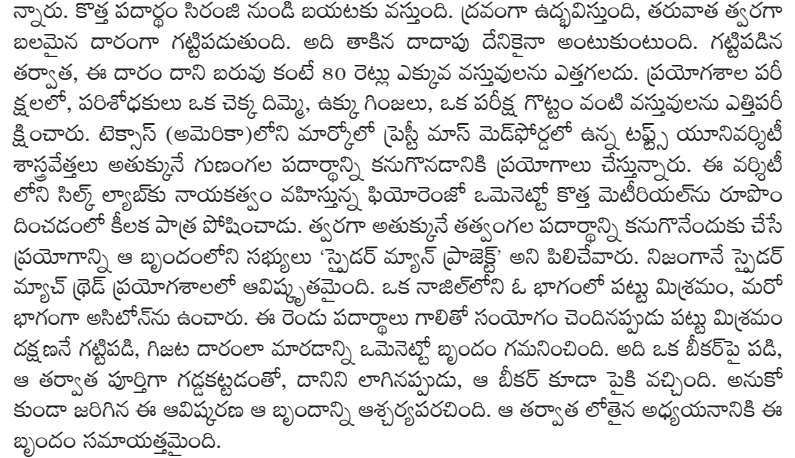 న్నారు. కొత్త పదార్థం సిరంజి నుండి బయటకు వస్తుంది. ద్రవంగా ఉద్భవిస్తుంది, తరువాత త్వరగా
బలమైన దారంగా గట్టిపడుతుంది. అది తాకిన దాదాపు దేనికైనా అంటుకుంటుంది. గట్టిపడిన
తర్వాత, ఈ దారం దాని బరువు కంటే 80 రెట్లు ఎక్కువ వస్తువులను ఎత్తగలదు. ప్రయోగశాల పరీ
క్షలలో, పరిశోధకులు ఒక చెక్క దిమ్మె, ఉక్కు గింజలు, ఒక పరీక్ష గొట్టం వంటి వస్తువులను ఎత్తిపరీ
క్షించారు. టెక్సాస్ (అమెరికా)లోని మార్కోలో ప్రెస్టీ మాస్ మెడ్‌ఫోర్డలో ఉన్న టఫ్ట్స్ యూనివర్శిటీ
శాస్త్రవేత్తలు అతుక్కునే గుణంగల పదార్థాన్ని కనుగొనడానికి ప్రయోగాలు చేస్తున్నారు. ఈ వర్శిటీ
లోని సిల్క్ ల్యాబ్‌కు నాయకత్వం వహిస్తున్న ఫియోరెంజో ఒమెనెట్టో కొత్త మెటీరియల్‌ను రూపొం
దించడంలో కీలక పాత్ర పోషించాడు. త్వరగా అతుక్కునే తత్వంగల పదార్థాన్ని కనుగొనేందుకు చేసే
ప్రయోగాన్ని ఆ బృందంలోని సభ్యులు ‘స్పైడర్ మ్యాన్ ప్రాజెక్ట్’ అని పిలిచేవారు. నిజంగానే స్పైడర్
మ్యాచ్ థ్రెడ్ ప్రయోగశాలలో ఆవిష్కృతమైంది. ఒక నాజిల్‌లోని ఓ భాగంలో పట్టు మిశ్రమం, మరో
భాగంగా అసిటోన్‌ను ఉంచారు. ఈ రెండు పదార్థాలు గాలితో సంయోగం చెందినప్పుడు పట్టు మిశ్రమం
దక్షణనే గట్టిపడి, గిజట దారంలా మారడాన్ని ఒమెనెట్టో బృందం గమనించింది. అది ఒక బీకర్‌పై పడి,
ఆ తర్వాత పూర్తిగా గడ్డకట్టడంతో, దానిని లాగినప్పుడు, ఆ బీకర్ కూడా పైకి వచ్చింది. అనుకో
కుండా జరిగిన ఈ ఆవిష్కరణ ఆ బృందాన్ని ఆశ్చర్యపరచింది. ఆ తర్వాత లోతైన అధ్యయనానికి ఈ
బృందం సమాయత్తమైంది.